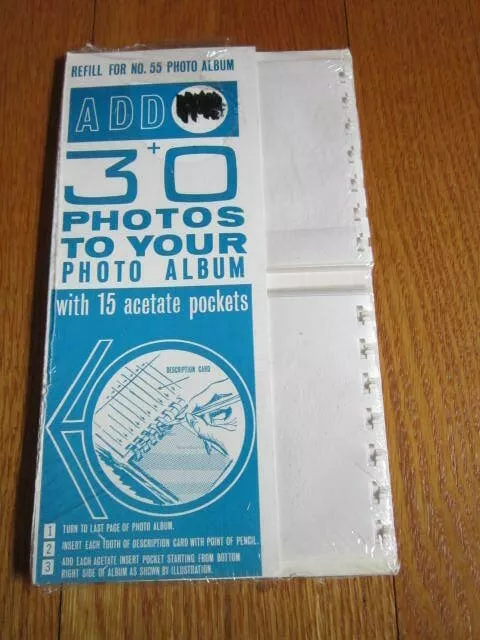 REFILL FOR NO. 55 PHOTO ALBUM
ADD
+
30
PHOTOS
TO YOUR
PHOTO ALBUM
with 15 acetate pockets
DESCRIPTION CARD
1 TURN TO LAST PAGE OF PHOTO ALBUM.
2 INSERT EACH TOOTH OF DESCRIPTION CARD WITH POINT OF PENCIL.
3 ADD EACH ACETATE INSERT POCKET STARTING FROM BOTTOM
RIGHT SIDE OF ALBUM AS SHOWN BY ILLUSTRATION.